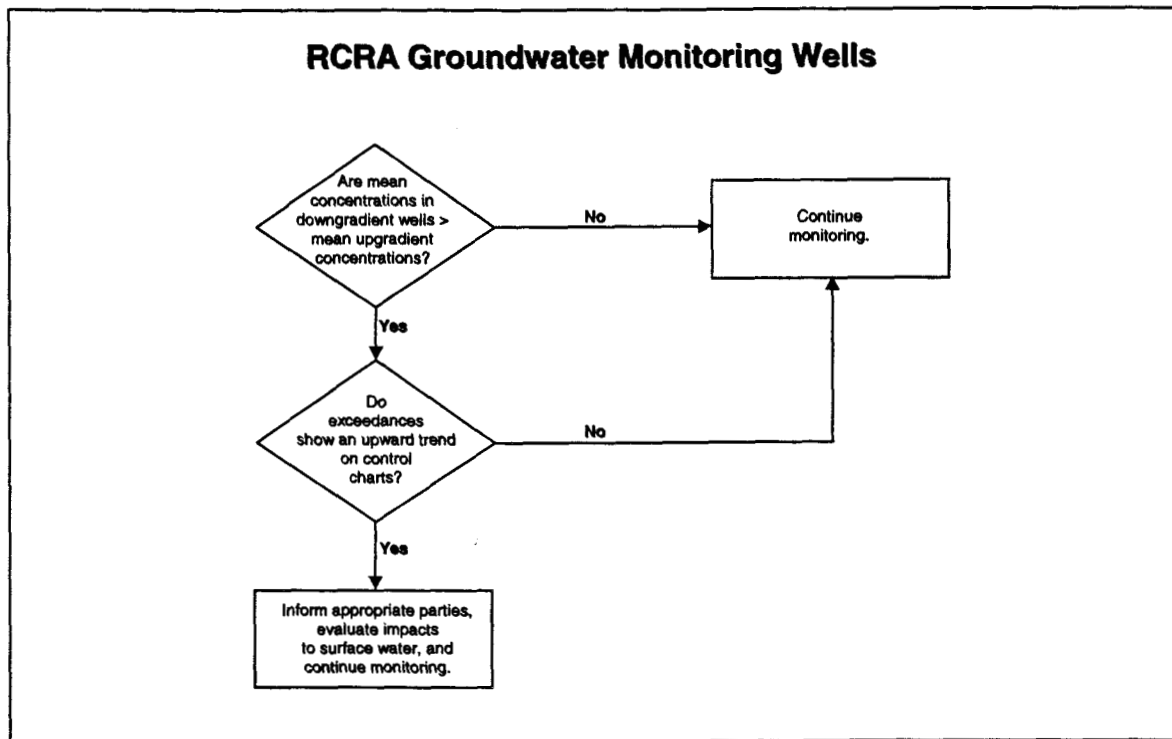 RCRA Groundwater Monitoring Wells
Are mean
concentrations in
downgradient wells >
mean upgradient
concentrations?
No
Continue
monitoring.
Yes
Do
exceedances
show an upward trend
on control
charts?
No
Yes
Inform appropriate parties,
evaluate impacts
to surface water, and
continue monitoring.